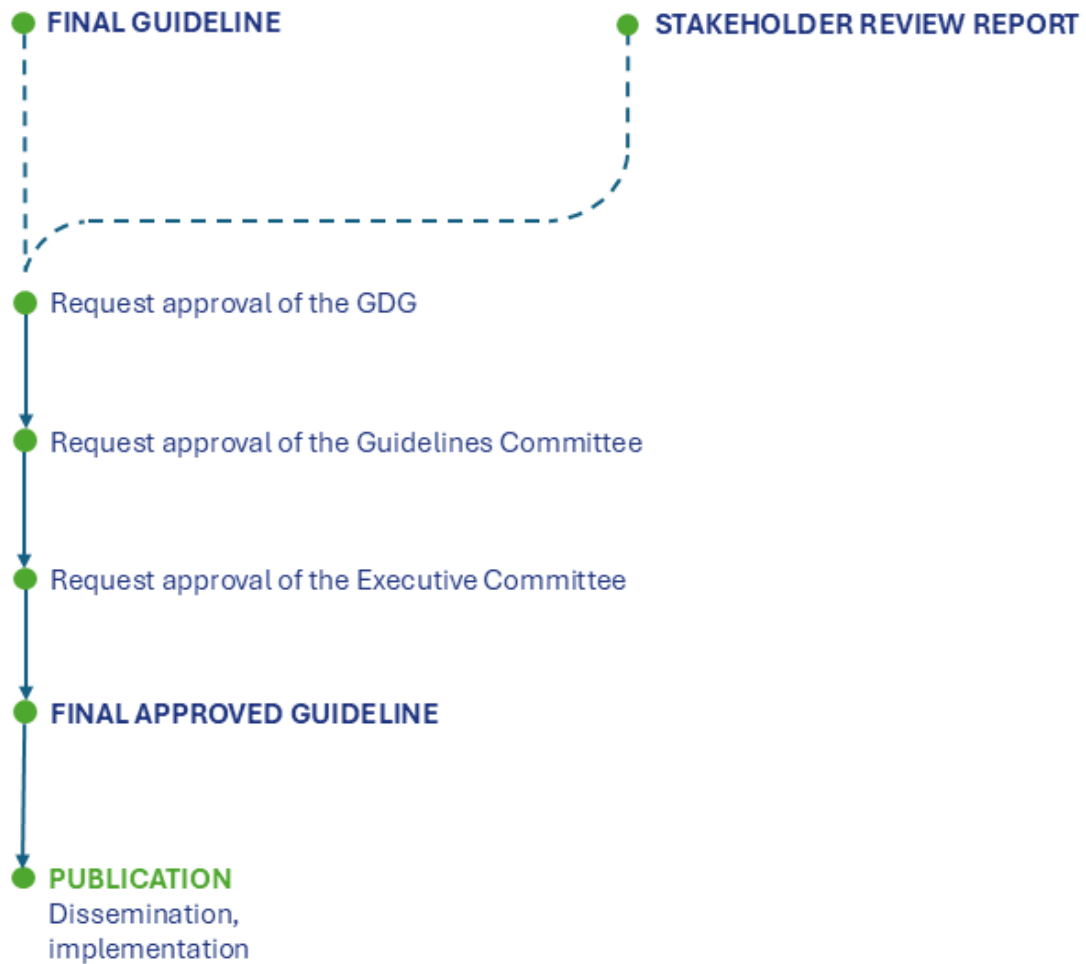 FINAL GUIDELINE
STAKEHOLDER REVIEW REPORT
Request approval of the GDG
Request approval of the Guidelines Committee
Request approval of the Executive Committee
FINAL APPROVED GUIDELINE
PUBLICATION
Dissemination,
implementation